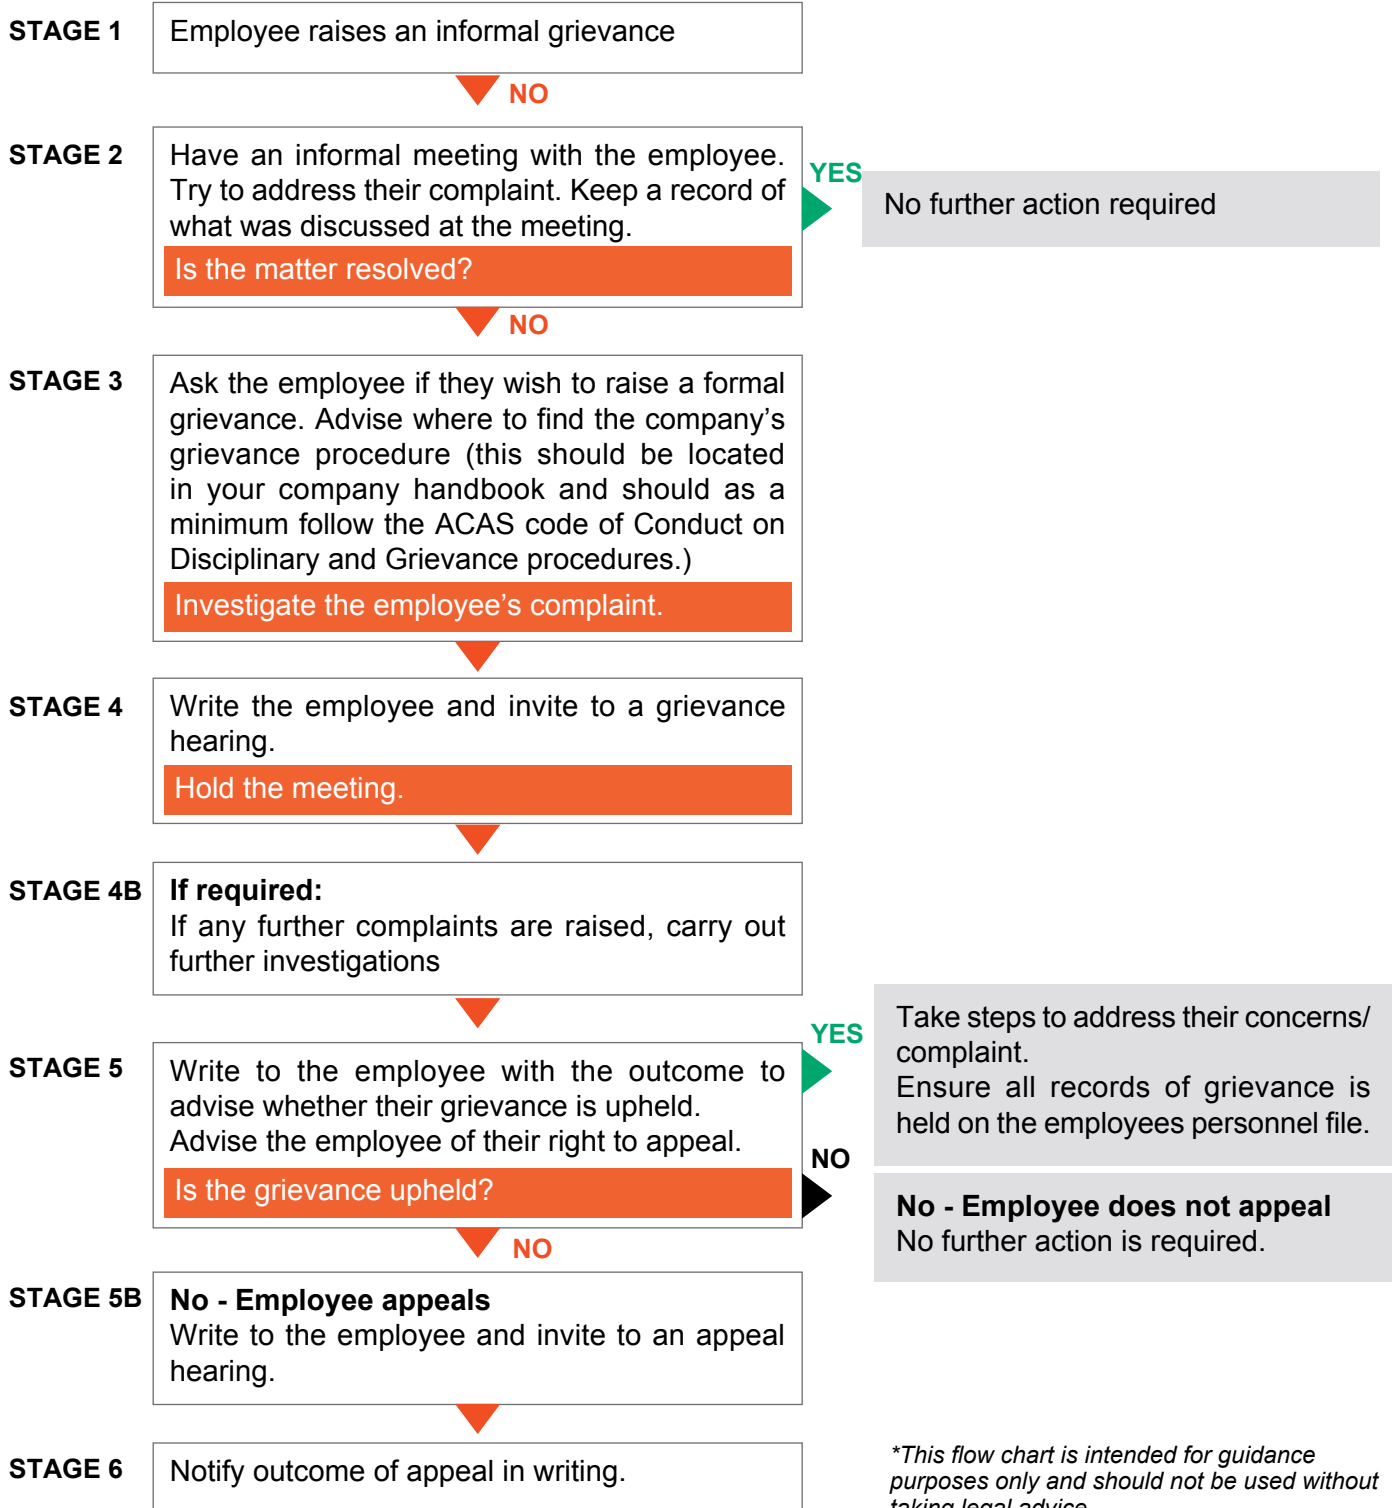 STAGE 1
Employee raises an informal grievance
NO
STAGE 2
Have an informal meeting with the employee.
Try to address their complaint. Keep a record of
what was discussed at the meeting.
Is the matter resolved?
YES
No further action required
NO
STAGE 3
Ask the employee if they wish to raise a formal
grievance. Advise where to find the company’s
grievance procedure (this should be located
in your company handbook and should as a
minimum follow the ACAS code of Conduct on
Disciplinary and Grievance procedures.)
Investigate the employee’s complaint.
STAGE 4
Write the employee and invite to a grievance
hearing.
Hold the meeting.
STAGE 4B
If required:
If any further complaints are raised, carry out
further investigations
STAGE 5
Write to the employee with the outcome to
advise whether their grievance is upheld.
Advise the employee of their right to appeal.
Is the grievance upheld?
YES
Take steps to address their concerns/
complaint.
Ensure all records of grievance is
held on the employees personnel file.
NO
No - Employee does not appeal
No further action is required.
NO
STAGE 5B
No - Employee appeals
Write to the employee and invite to an appeal
hearing.
STAGE 6
Notify outcome of appeal in writing.
*This flow chart is intended for guidance
purposes only and should not be used without
taking legal advice